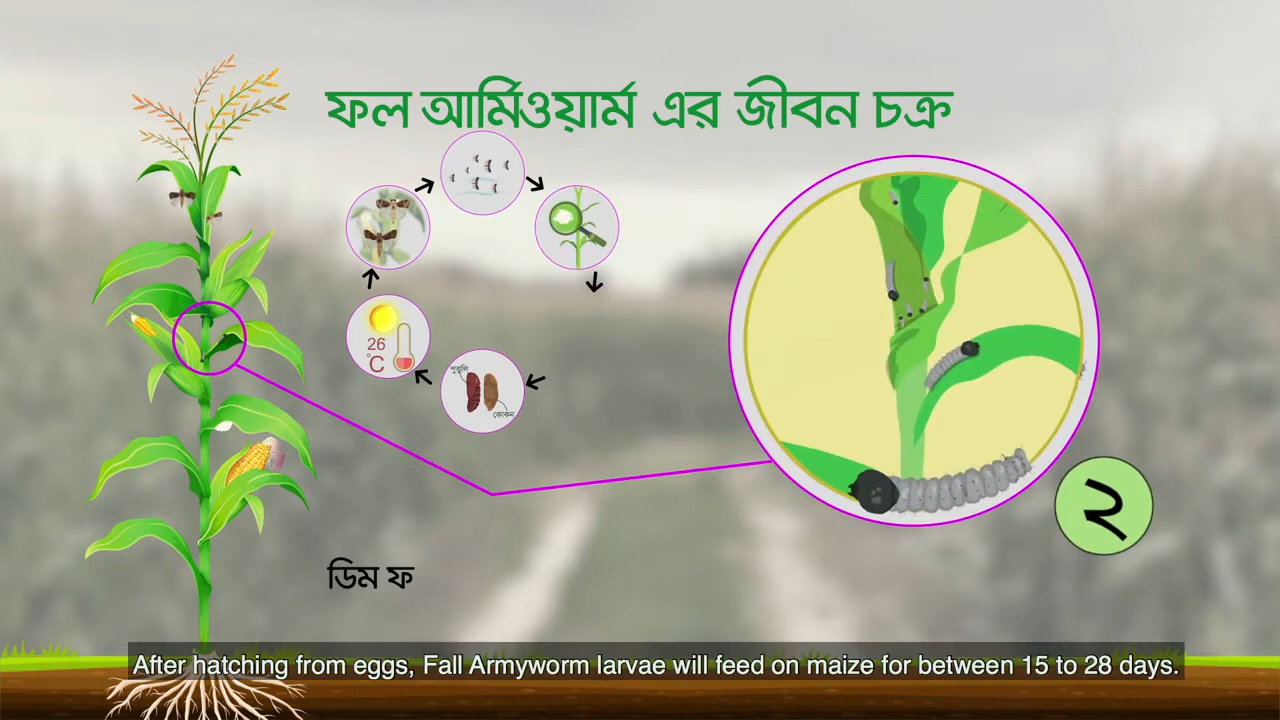 ফল আর্মিওয়ার্ম এর জীবন চক্র
26
°C
পুত্তুলি
কোকন
২
ডিম ফ
After hatching from eggs, Fall Armyworm larvae will feed on maize for between 15 to 28 days.